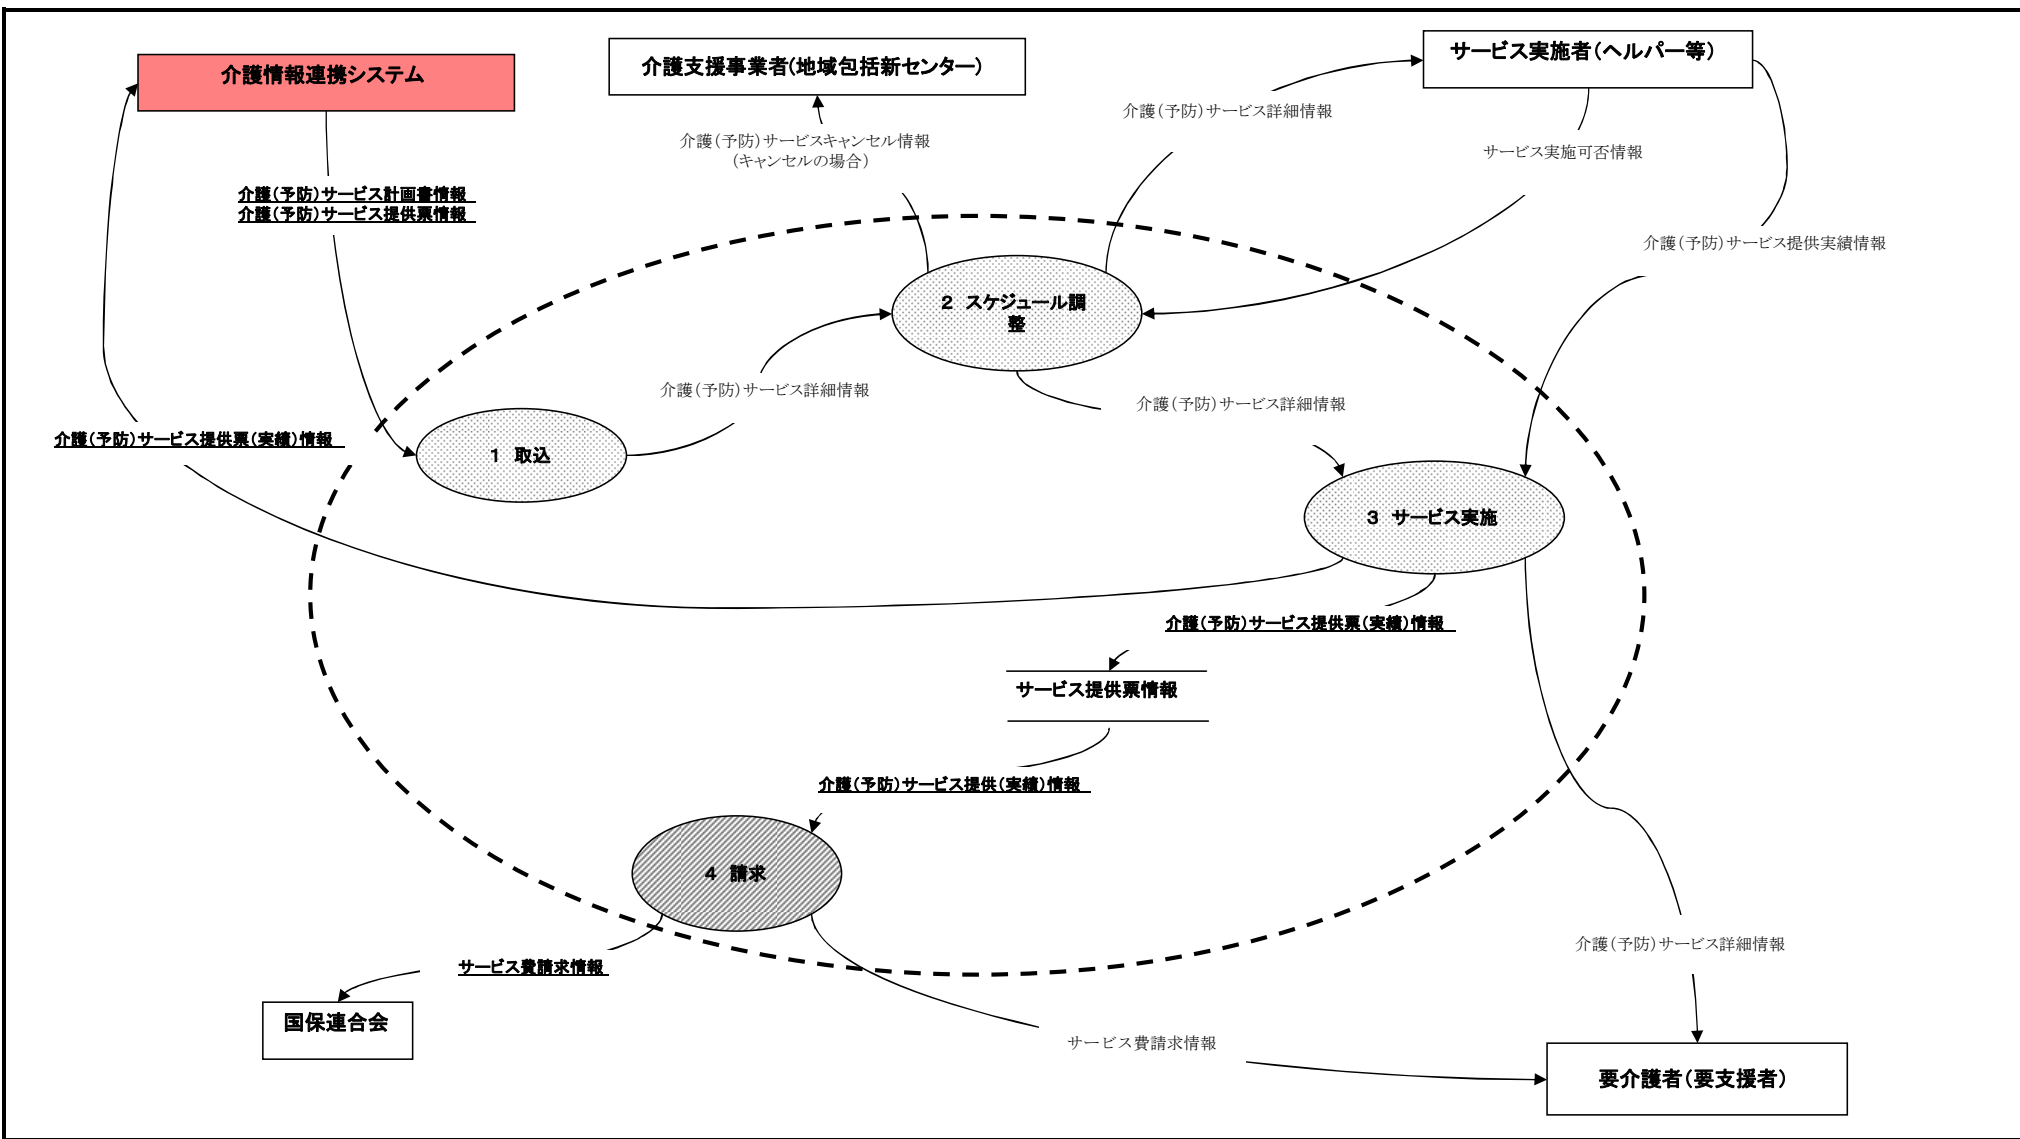 介護情報連携システム
介護支援事業者(地域包括新センター)
サービス実施者(ヘルパー等)
介護(予防)サービス詳細情報
介護(予防)サービスキャンセル情報
(キャンセルの場合)
サービス実施可否情報
介護(予防)サービス計画書情報
介護(予防)サービス提供票情報
介護(予防)サービス提供実績情報
2 スケジュール調
整
介護(予防)サービス詳細情報
介護(予防)サービス詳細情報
介護(予防)サービス提供票(実績)情報
1 取込
3 サービス実施
介護(予防)サービス提供票(実績)情報
サービス提供票情報
介護(予防)サービス提供(実績)情報
4 請求
介護(予防)サービス詳細情報
サービス費請求情報
国保連合会
サービス費請求情報
要介護者(要支援者)